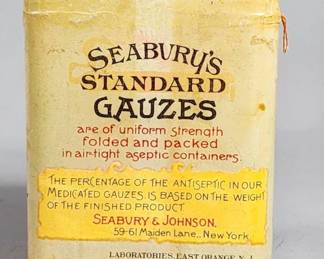 SEABURY'S
STANDARD
GAUZES
are of uniform strength
folded and packed
in air-tight aseptic containers.
THE PERCENTAGE OF THE ANTISEPTIC IN OUR
MEDICATED GAUZES IS BASED ON THE WEIGHT
OF THE FINISHED PRODUCT
SEABURY & JOHNSON,
59-61 Maiden Lane., New York
LABORATORIES, EAST ORANGE, N. J.